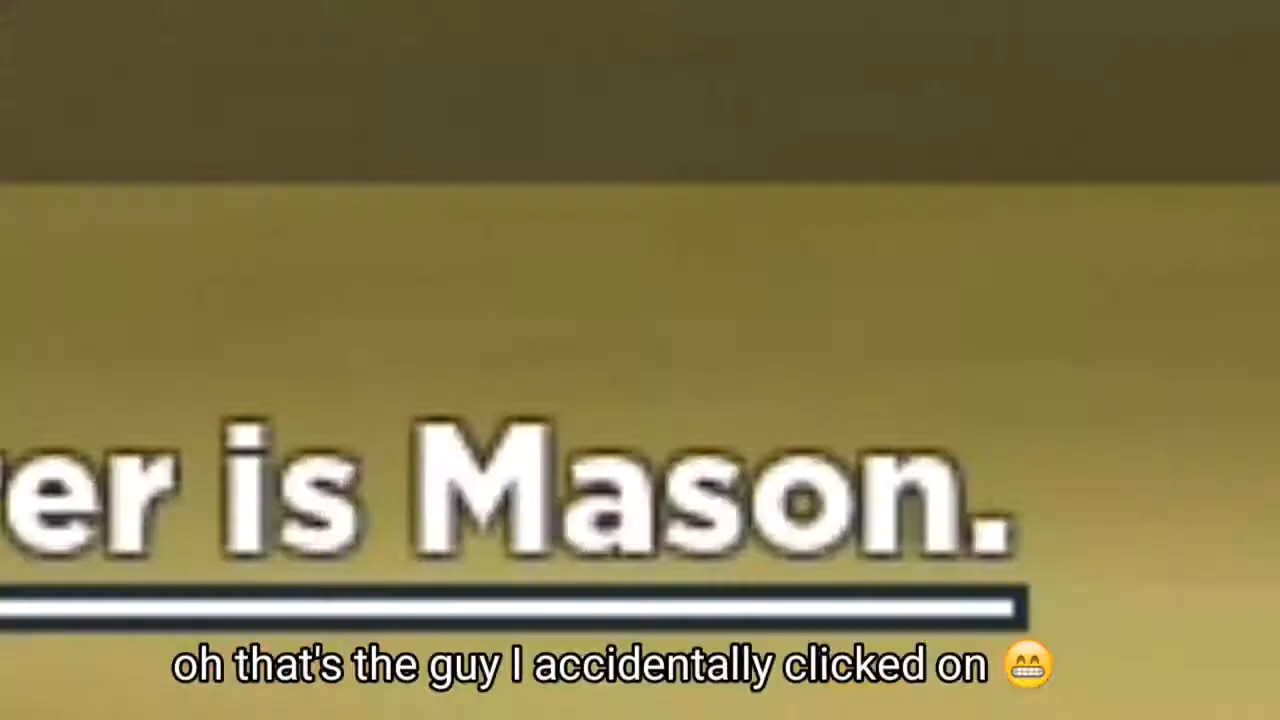 er is Mason.
oh that's the guy I accidentally clicked on 😁